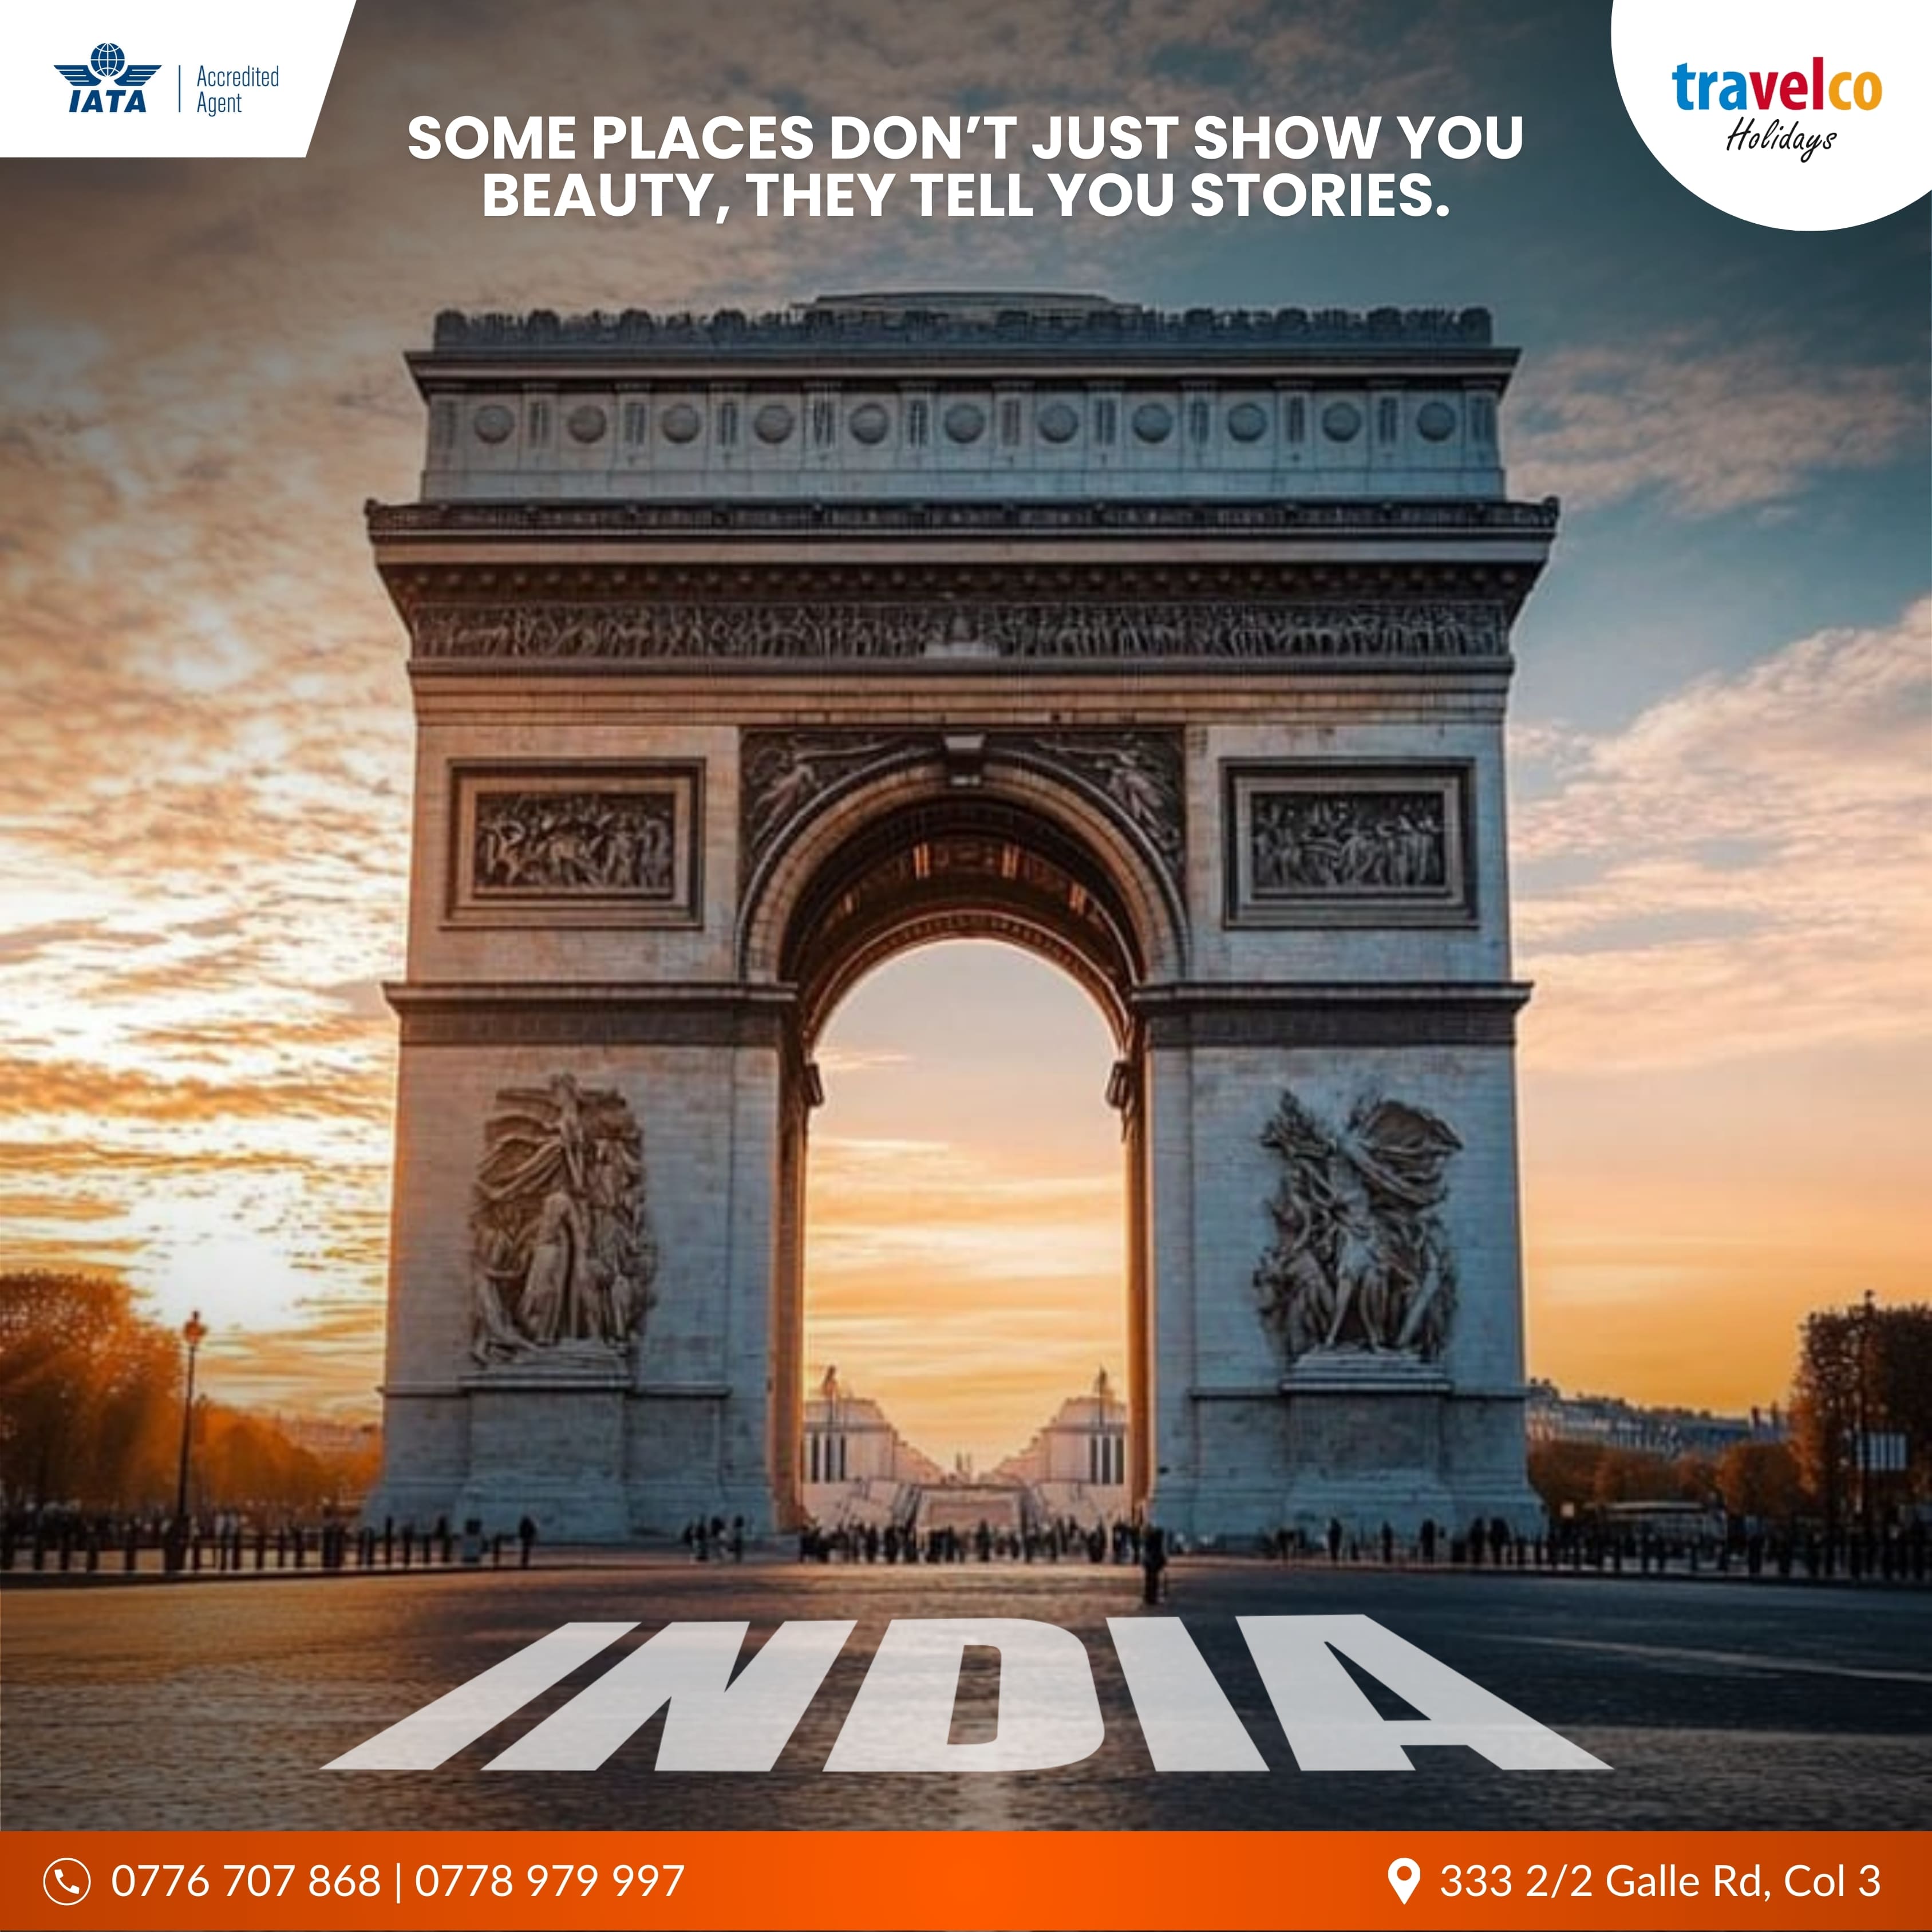 IATA
Accredited
Agent
travelco
Holidays
SOME PLACES DON’T JUST SHOW YOU
BEAUTY, THEY TELL YOU STORIES.
INDIA
0776 707 868 | 0778 979 997
333 2/2 Galle Rd, Col 3